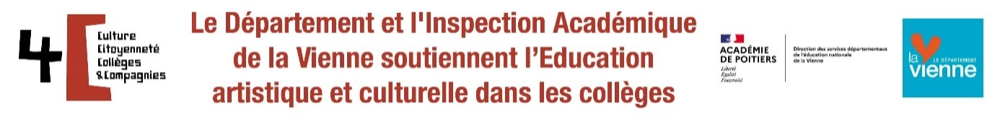 4C
Culture
Citoyenneté
Collèges
&Compagnies
Le Département et l'Inspection Académique
de la Vienne soutiennent l’Education
artistique et culturelle dans les collèges
ACADÉMIE
DE POITIERS
Liberté
Égalité
Fraternité
Direction des services départementaux
de l'éducation nationale
de la Vienne
la
LE DÉPARTEMENT
vienne